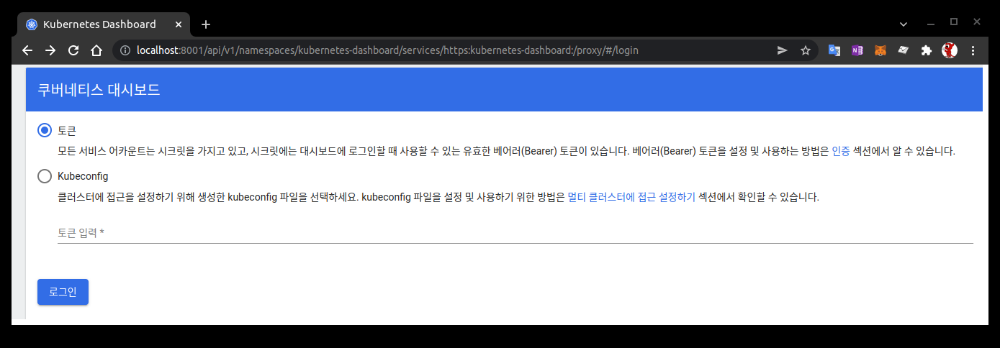 Kubernetes Dashboard
localhost:8001/api/v1/namespaces/kubernetes-dashboard/services/https:kubernetes-dashboard:/proxy/#/login
쿠버네티스 대시보드
토큰
모든 서비스 어카운트는 시크릿을 가지고 있고, 시크릿에는 대시보드에 로그인할 때 사용할 수 있는 유효한 베어러(Bearer) 토큰이 있습니다. 베어러(Bearer) 토큰을 설정 및 사용하는 방법은 인증 섹션에서 알 수 있습니다.
Kubeconfig
클러스터에 접근을 설정하기 위해 생성한 kubeconfig 파일을 선택하세요. kubeconfig 파일을 설정 및 사용하기 위한 방법은 멀티 클러스터에 접근 설정하기 섹션에서 확인할 수 있습니다.
토큰 입력 *
로그인